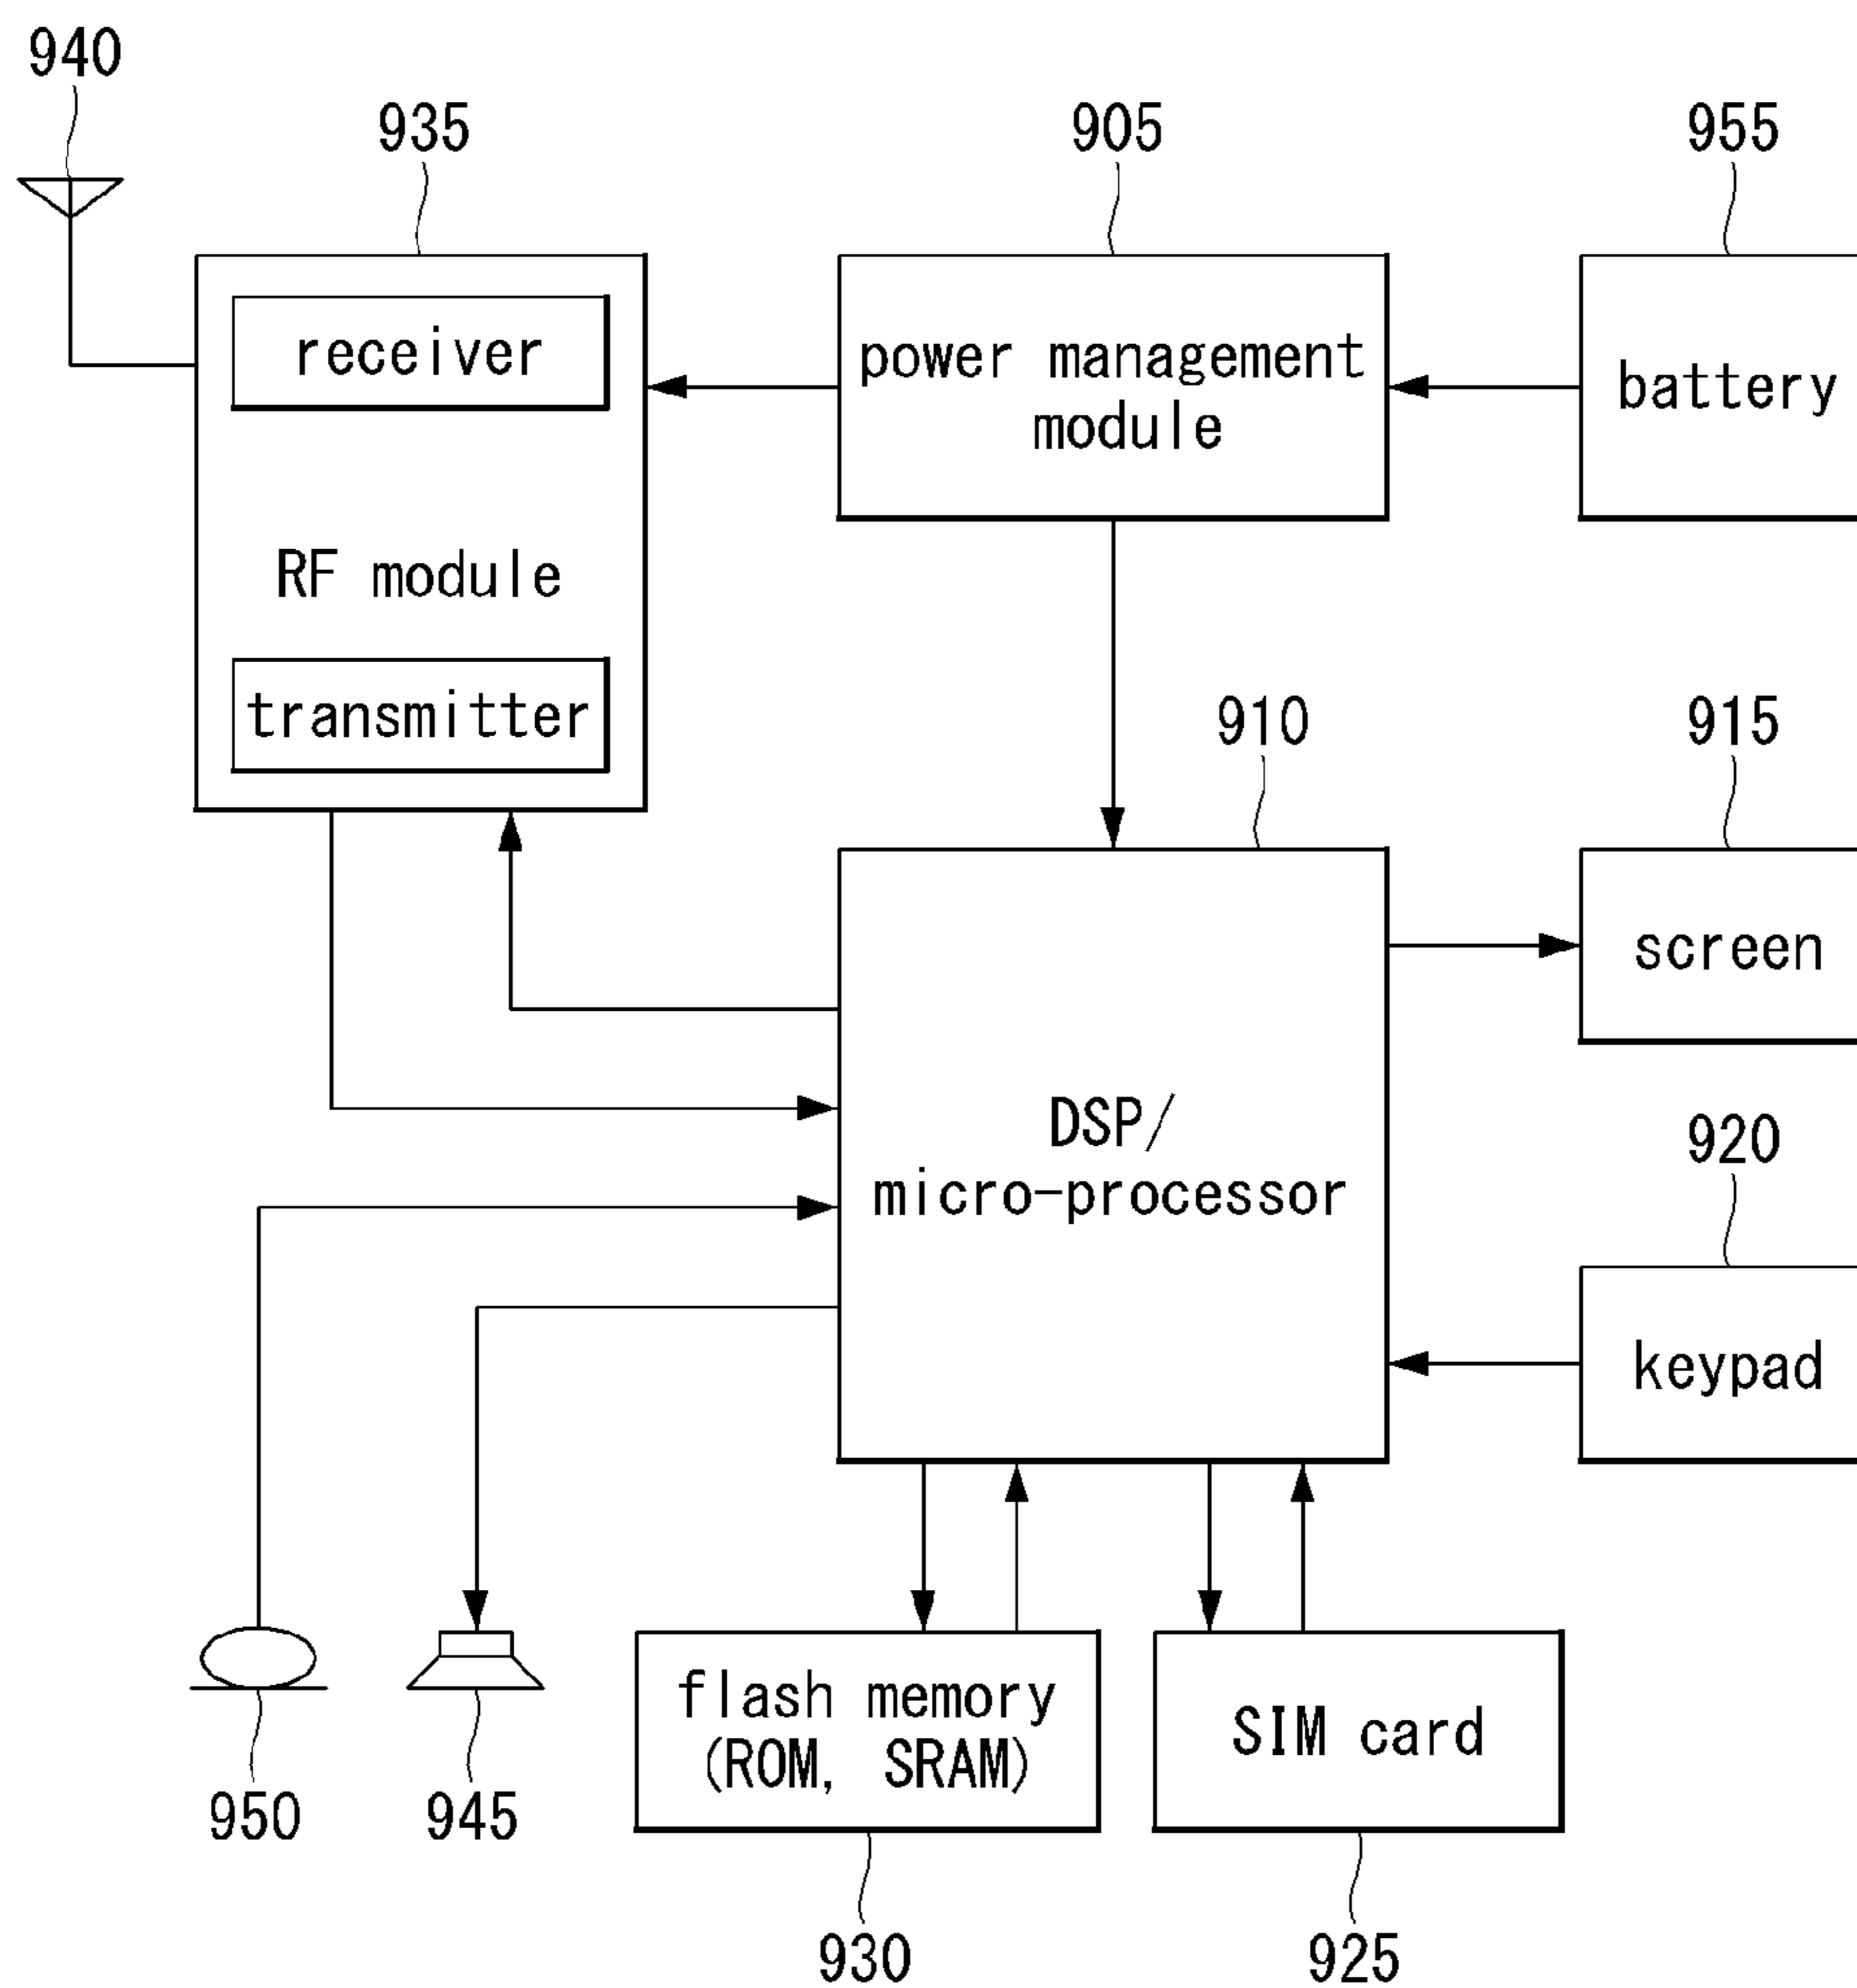 940
935
905
955
receiver
power management
module
battery
RF module
transmitter
910
915
screen
DSP/
micro-processor
920
keypad
flash memory
(ROM, SRAM)
SIM card
950
945
930
925